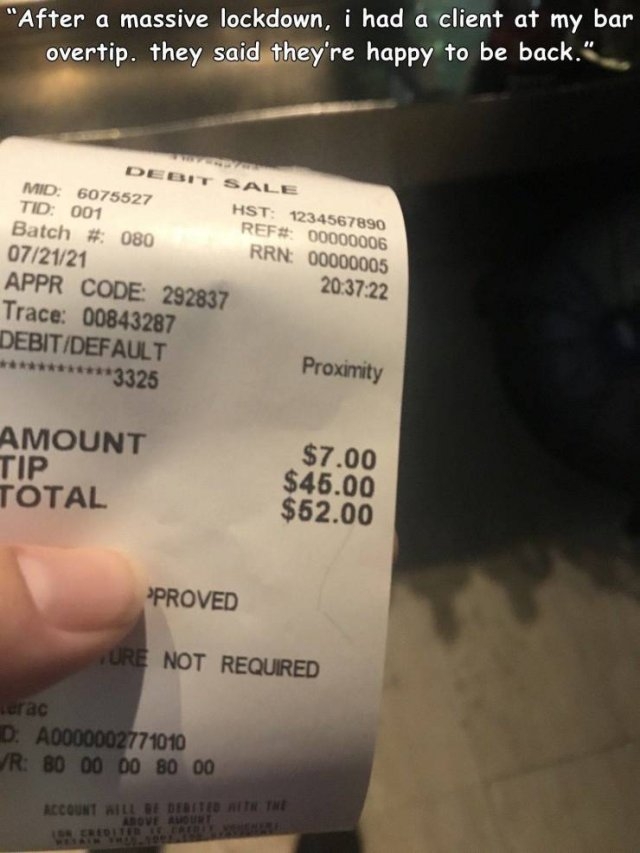 “After a massive lockdown, i had a client at my bar
overtip. they said they're happy to be back.”
DEBIT SALE
MID: 6075527
HST: 1234567890
TID: 001
REF#: 00000006
Batch #: 080
RRN: 00000005
07/21/21
20:37:22
APPR CODE: 292837
Trace: 00843287
DEBIT/DEFAULT
Proximity
************3325
AMOUNT $7.00
TIP $45.00
TOTAL $52.00
PPROVED
URE NOT REQUIRED
erac
D: A0000002771010
VR: 80 00 00 80 00
ACCOUNT WILL BE DEBITED WITH THE
ABOVE AMOUNT